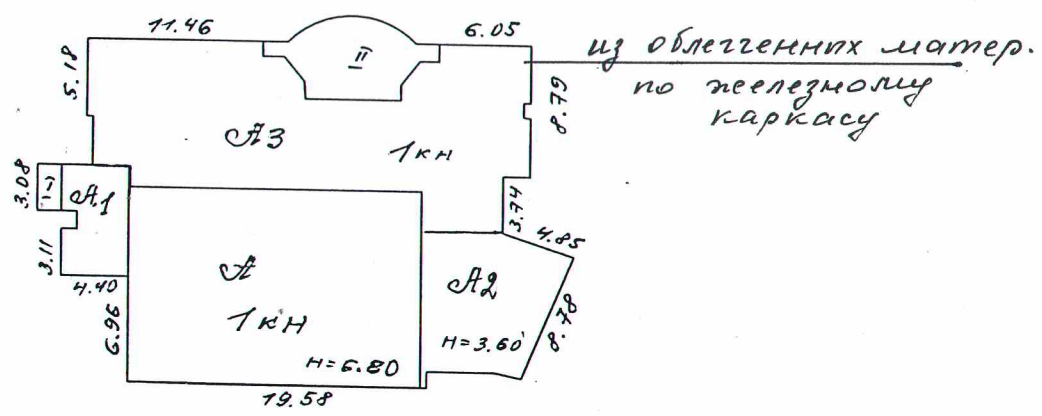 11.46
6.05
из облегченных матер.
по железному
каркасу
5.18
II
8.79
А3
1кн
3.08
I
А1
3.74
3.11
4.85
4.40
А
А2
6.96
1кн
8.78
Н=3.60
Н=6.80
19.58